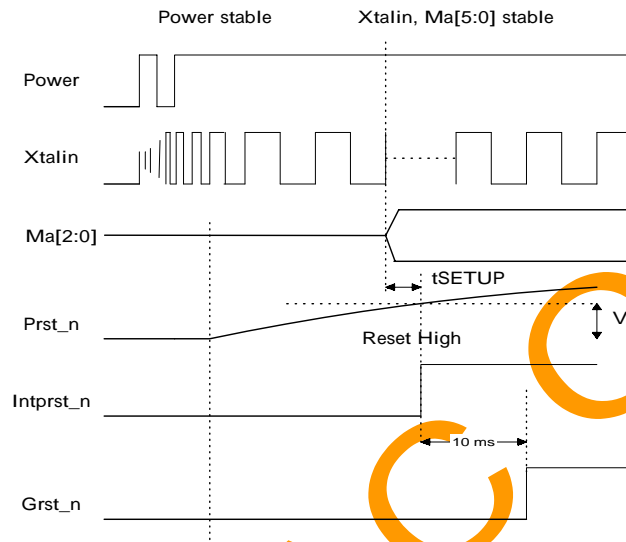 Power stable
Xtalin, Ma[5:0] stable
Power
Xtalin
Ma[2:0]
tSETUP
Prst_n
Reset High
V
Intprst_n
10 ms
Grst_n